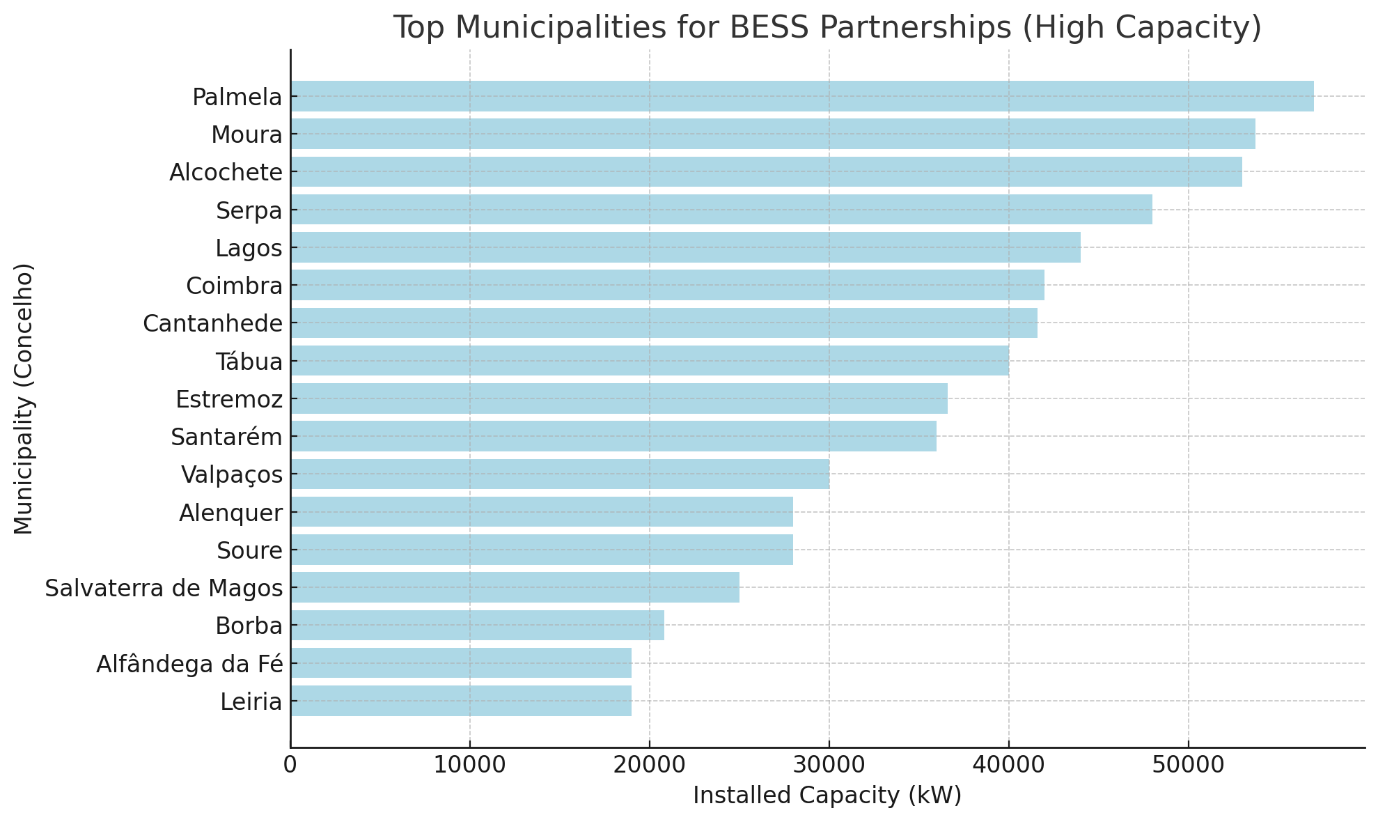 Top Municipalities for BESS Partnerships (High Capacity)
Municipality (Concelho)
Palmela
Moura
Alcochete
Serpa
Lagos
Coimbra
Cantanhede
Tábua
Estremoz
Santarém
Valpaços
Alenquer
Soure
Salvaterra de Magos
Borba
Alfândega da Fé
Leiria
0 10000 20000 30000 40000 50000
Installed Capacity (kW)